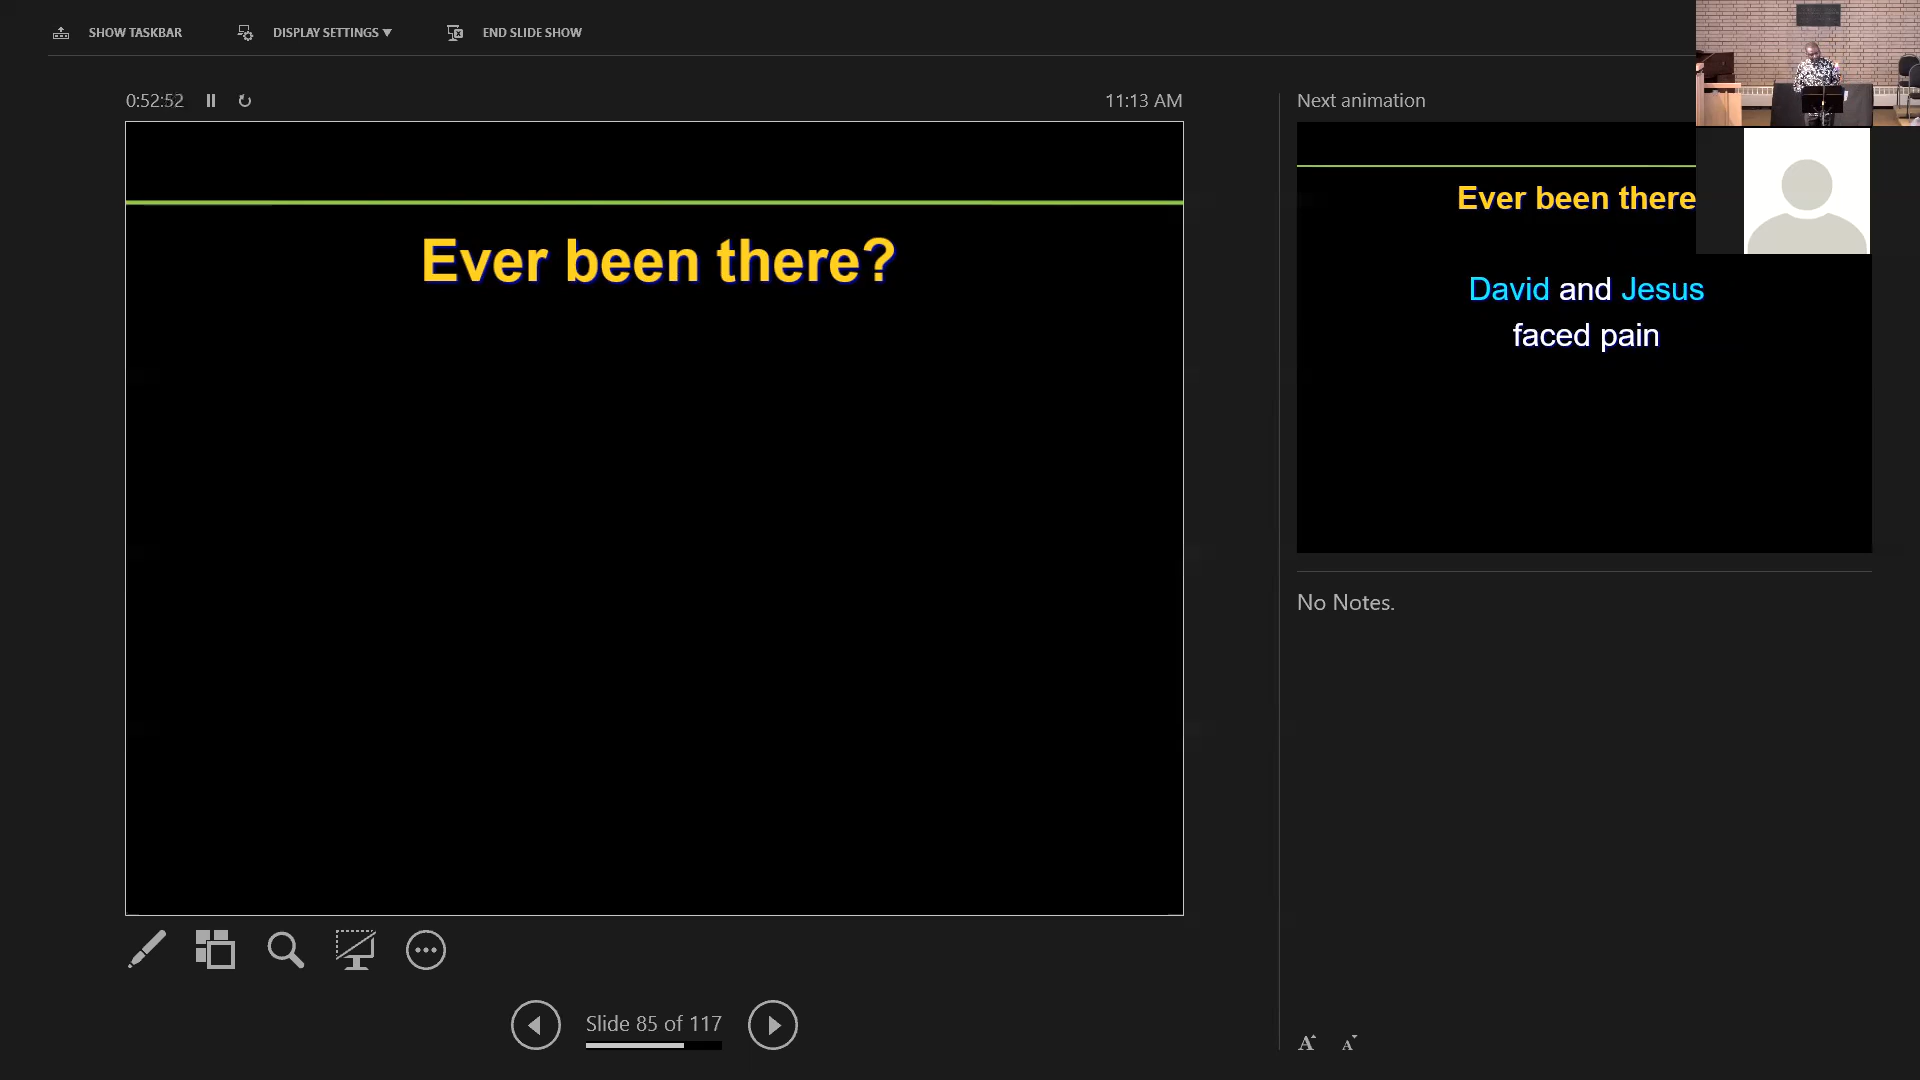 SHOW TASKBAR
DISPLAY SETTINGS ▼
END SLIDE SHOW
0:52:52
11:13 AM
Ever been there?
Slide 85 of 117
Next animation
Ever been there
David and Jesus
faced pain
No Notes.
A
A